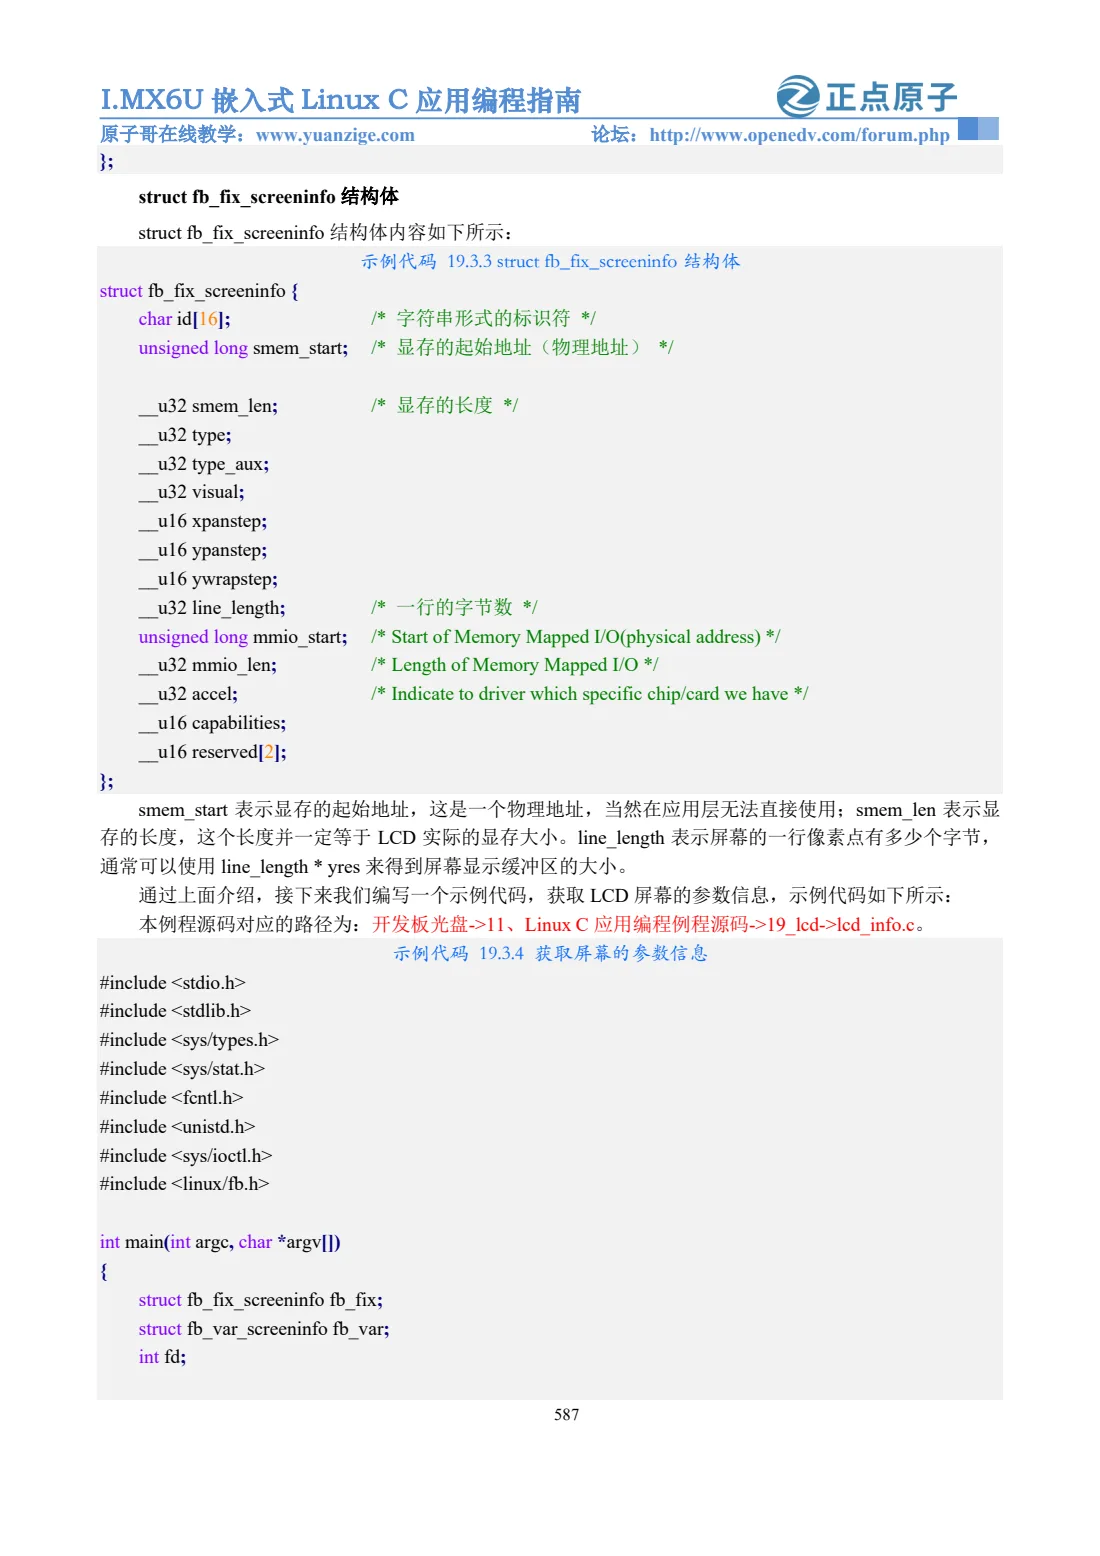 I.MX6U 嵌入式 Linux C 应用编程指南
正点原子
原子哥在线教学：www.yuanzige.com 论坛：http://www.openedv.com/forum.php
};
struct fb_fix_screeninfo 结构体
struct fb_fix_screeninfo 结构体内容如下所示：
示例代码 19.3.3 struct fb_fix_screeninfo 结构体
struct fb_fix_screeninfo {
char id[16]; /* 字符串形式的标识符 */
unsigned long smem_start; /* 显存的起始地址（物理地址） */
__u32 smem_len; /* 显存的长度 */
__u32 type;
__u32 type_aux;
__u32 visual;
__u16 xpanstep;
__u16 ypanstep;
__u16 ywrapstep;
__u32 line_length; /* 一行的字节数 */
unsigned long mmio_start; /* Start of Memory Mapped I/O(physical address) */
__u32 mmio_len; /* Length of Memory Mapped I/O */
__u32 accel; /* Indicate to driver which specific chip/card we have */
__u16 capabilities;
__u16 reserved[2];
};
smem_start 表示显存的起始地址，这是一个物理地址，当然在应用层无法直接使用；smem_len 表示显
存的长度，这个长度并一定等于 LCD 实际的显存大小。line_length 表示屏幕的一行像素点有多少个字节，
通常可以使用 line_length * yres 来得到屏幕显示缓冲区的大小。
通过上面介绍，接下来我们编写一个示例代码，获取 LCD 屏幕的参数信息，示例代码如下所示：
本例程源码对应的路径为：开发板光盘->11、Linux C 应用编程例程源码->19_lcd->lcd_info.c。
示例代码 19.3.4 获取屏幕的参数信息
#include <stdio.h>
#include <stdlib.h>
#include <sys/types.h>
#include <sys/stat.h>
#include <fcntl.h>
#include <unistd.h>
#include <sys/ioctl.h>
#include <linux/fb.h>
int main(int argc, char *argv[])
{
struct fb_fix_screeninfo fb_fix;
struct fb_var_screeninfo fb_var;
int fd;
587